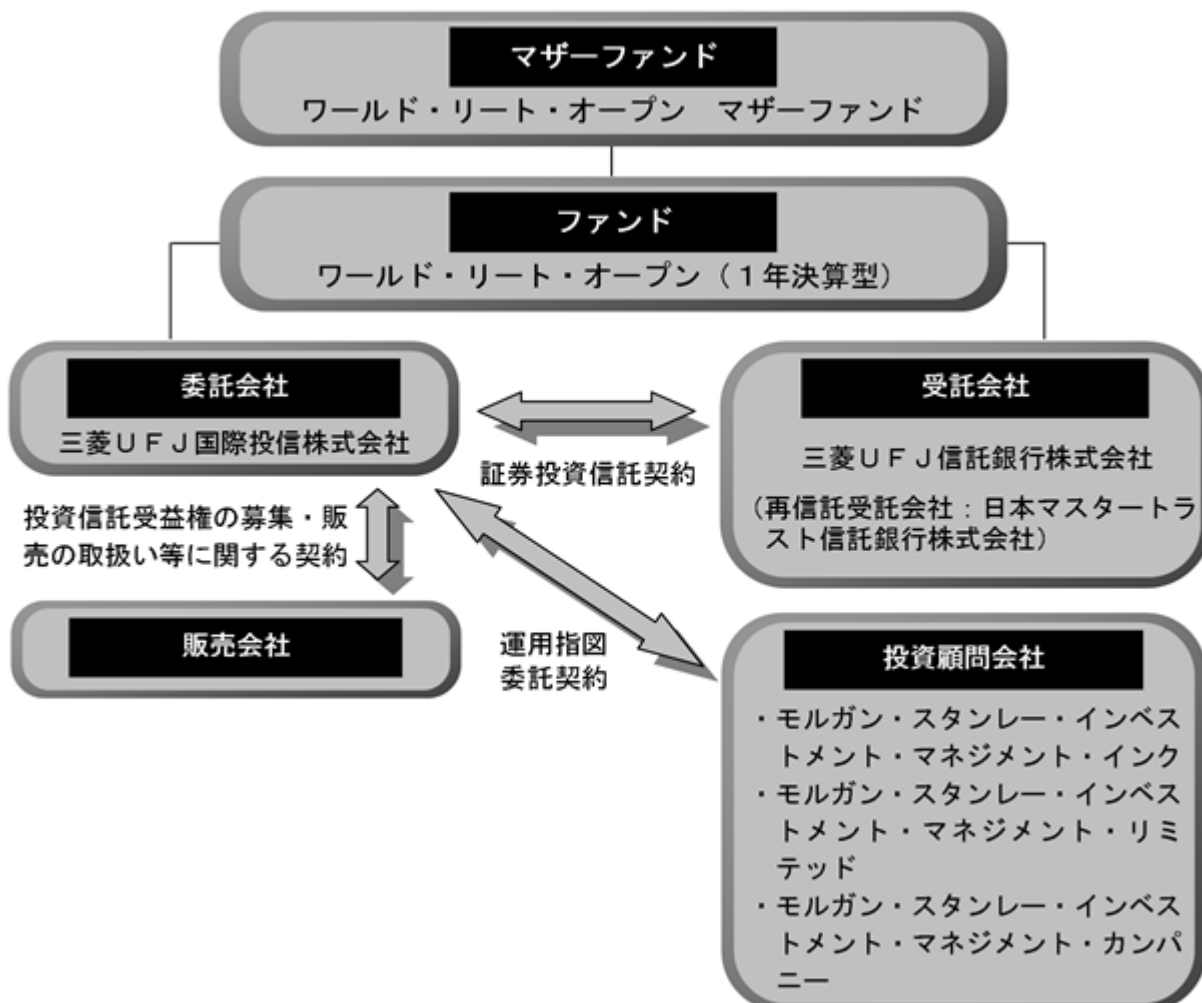 マザーファンド
ワールド・リート・オープン　マザーファンド
ファンド
ワールド・リート・オープン（１年決算型）
委託会社
三菱ＵＦＪ国際投信株式会社
受託会社
三菱ＵＦＪ信託銀行株式会社
（再信託受託会社：日本マスタートラ
スト信託銀行株式会社）
証券投資信託契約
投資信託受益権の募集・販
売の取扱い等に関する契約
販売会社
運用指図
委託契約
投資顧問会社
・モルガン・スタンレー・インベス
トメント・マネジメント・インク
・モルガン・スタンレー・インベス
トメント・マネジメント・リミ
テッド
・モルガン・スタンレー・インベス
トメント・マネジメント・カンパ
ニー